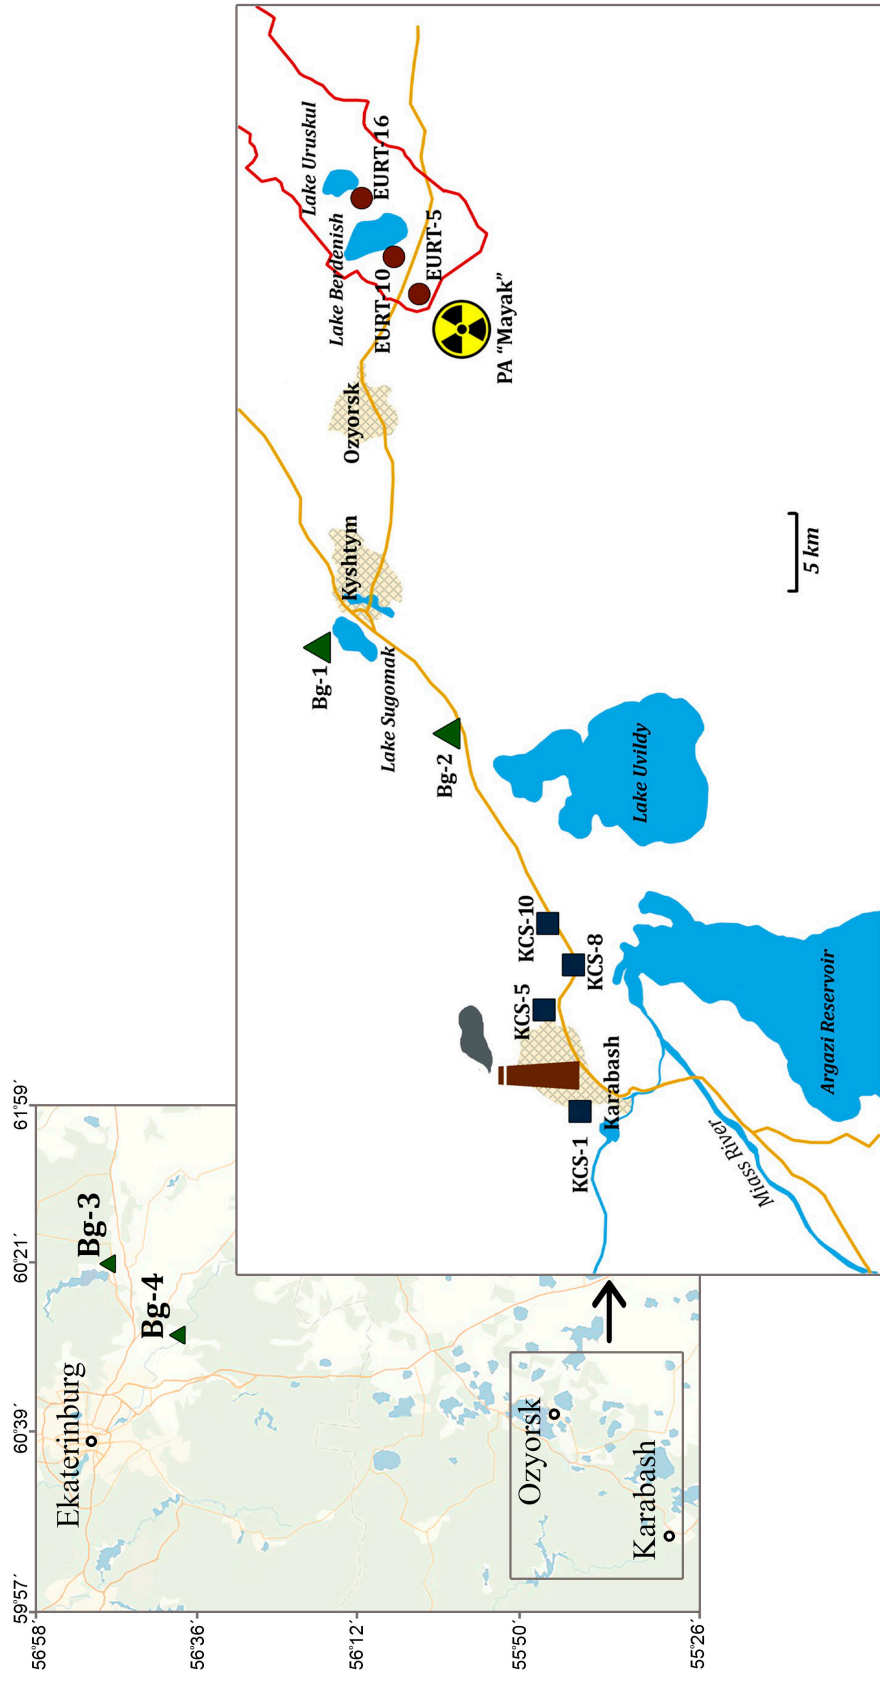 56°58′
56°36′
56°12′
55°50′
55°26′
59°57′
60°39′
60°21′
61°59′
Ekaterinburg
Bg-3
Bg-4
Ozyorsk
Karabash
Lake Uruskul
EURT-16
Lake Berdenish
EURT-10
EURT-5
PA “Mayak”
Ozyorsk
Kyshtym
Bg-1
Lake Sugomak
Bg-2
Lake Uvildy
KCS-10
KCS-8
KCS-5
Karabash
KCS-1
Argazi Reservoir
Miass River
5 km